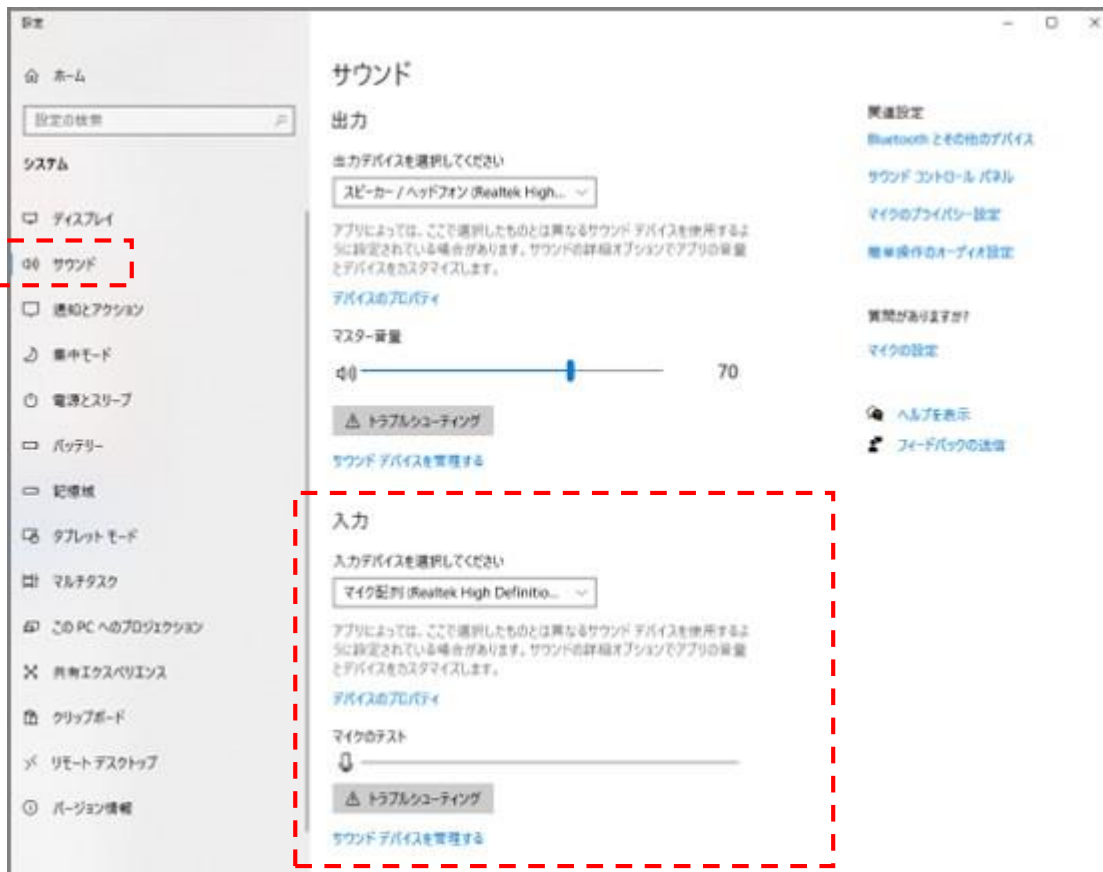 設定
ホーム
設定の検索
システム
ディスプレイ
サウンド
通知とアクション
集中モード
電源とスリープ
バッテリー
記憶域
タブレット モード
マルチタスク
この PC へのプロジェクション
共有エクスペリエンス
クリップボード
リモート デスクトップ
バージョン情報
サウンド
出力
出力デバイスを選択してください
スピーカー / ヘッドフォン (Realtek High...
アプリによっては、ここで選択したものとは異なるサウンド デバイスを使用するよ
うに設定されている場合があります。サウンドの詳細オプションでアプリの音量
とデバイスをカスタマイズします。
デバイスのプロパティ
マスター音量
70
トラブルシューティング
サウンド デバイスを管理する
入力
入力デバイスを選択してください
マイク配列 (Realtek High Definitio...
アプリによっては、ここで選択したものとは異なるサウンド デバイスを使用するよ
うに設定されている場合があります。サウンドの詳細オプションでアプリの音量
とデバイスをカスタマイズします。
デバイスのプロパティ
マイクのテスト
トラブルシューティング
サウンド デバイスを管理する
関連設定
Bluetooth とその他のデバイス
サウンド コントロール パネル
マイクのプライバシー設定
簡単操作のオーディオ設定
質問がありますか?
マイクの設定
ヘルプを表示
フィードバックの送信